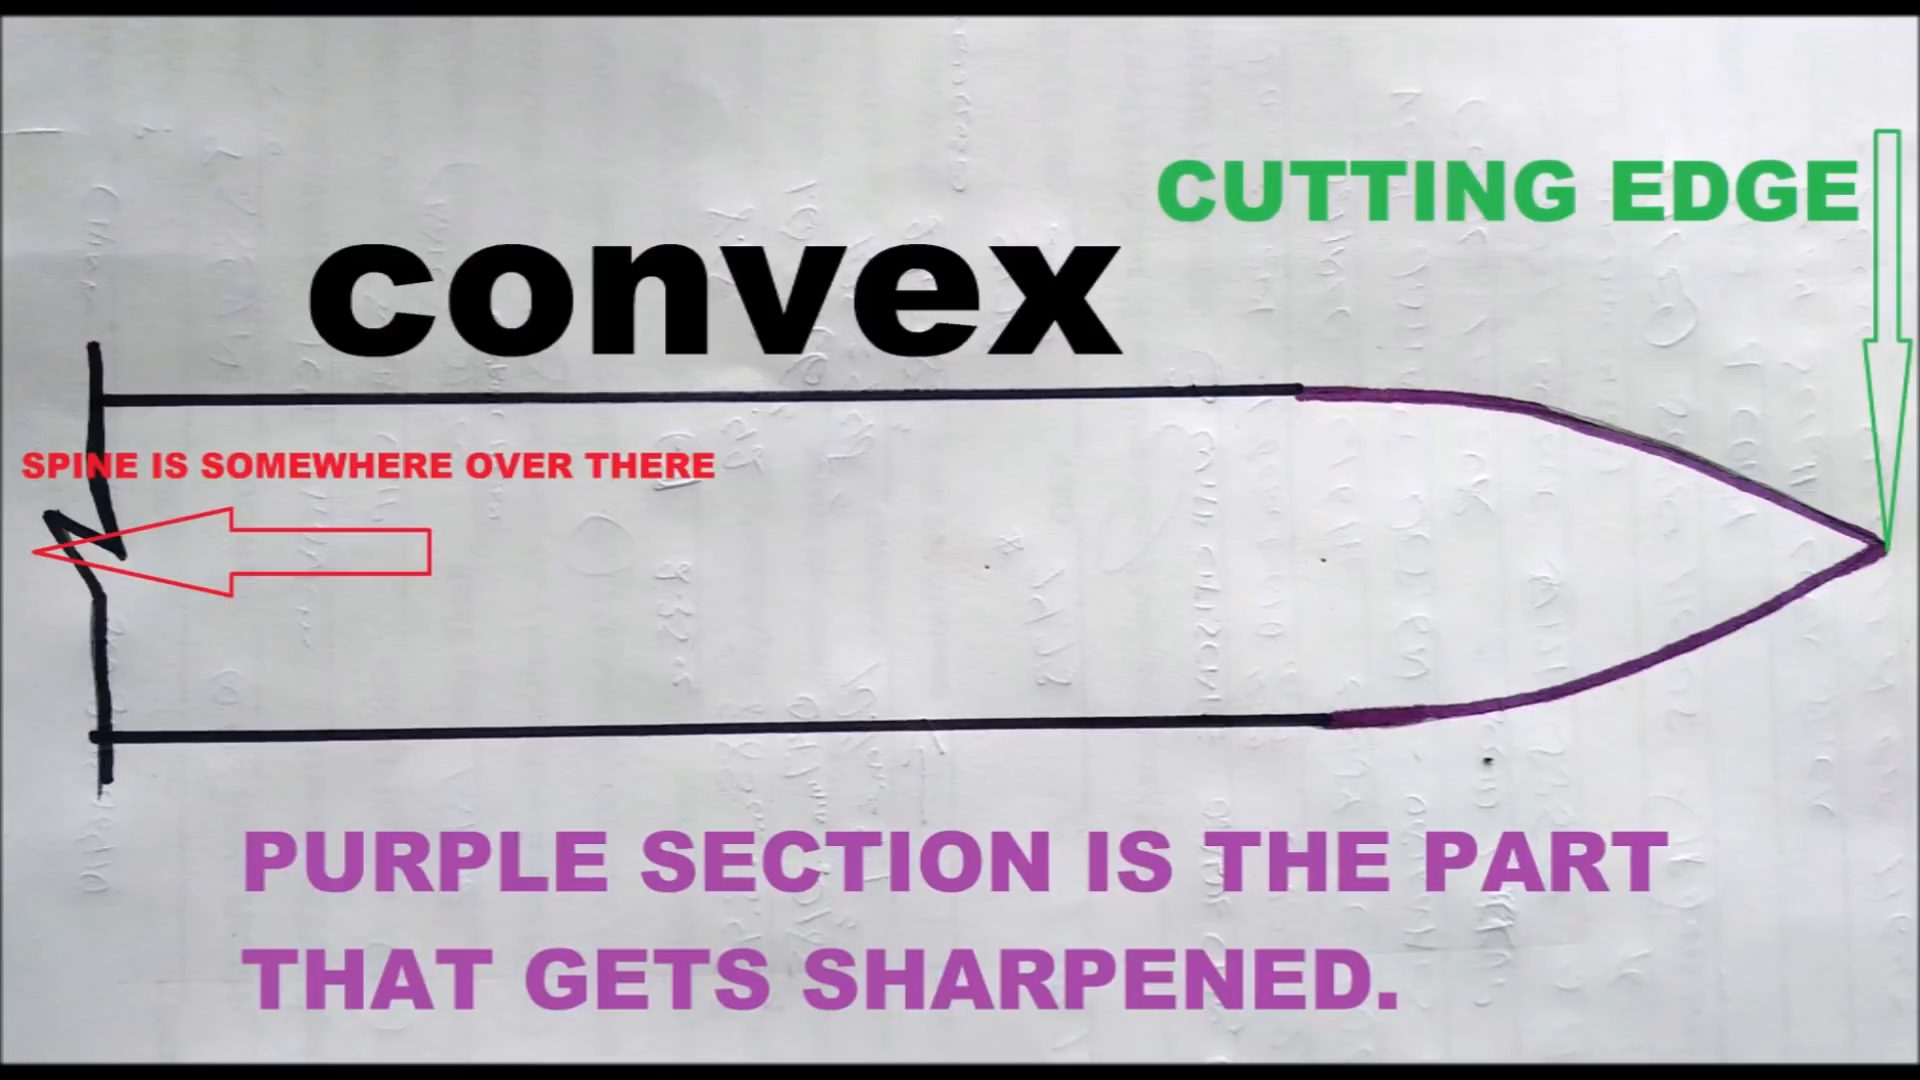 CUTTING EDGE
convex
SPINE IS SOMEWHERE OVER THERE
PURPLE SECTION IS THE PART
THAT GETS SHARPENED.